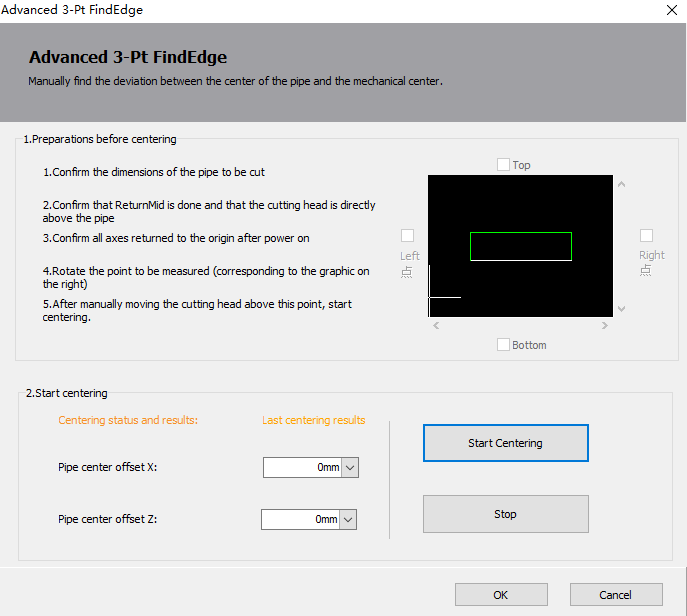 Advanced 3-Pt FindEdge
Advanced 3-Pt FindEdge
Manually find the deviation between the center of the pipe and the mechanical center.
1.Preparations before centering
1.Confirm the dimensions of the pipe to be cut
2.Confirm that ReturnMid is done and that the cutting head is directly
above the pipe
3.Confirm all axes returned to the origin after power on
4.Rotate the point to be measured (corresponding to the graphic on
the right)
5.After manually moving the cutting head above this point, start
centering.
Top
Left
点
Right
点
Bottom
2.Start centering
Centering status and results:
Last centering results
Pipe center offset X:
0mm
Pipe center offset Z:
0mm
Start Centering
Stop
OK
Cancel